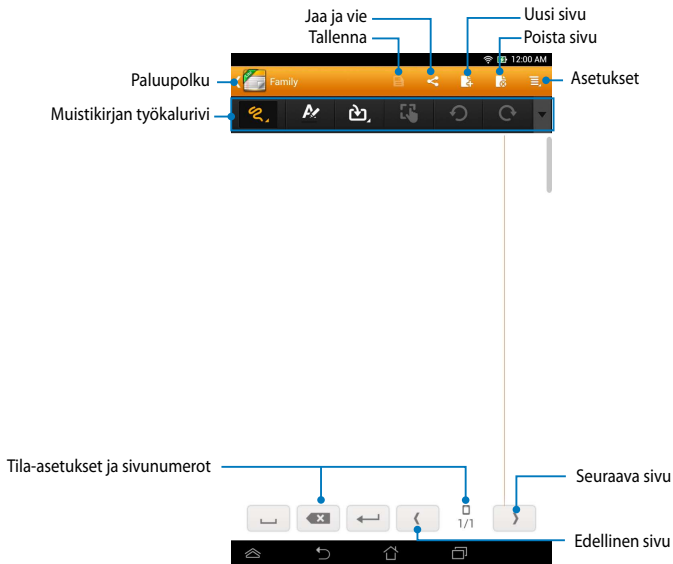 Jaa ja vie
Uusi sivu
Tallenna
Poista sivu
12:00 AM
Paluupolku
Family
Asetukset
Muistikirjan työkalurivi
Tila-asetukset ja sivunumerot
Seuraava sivu
1/1
Edellinen sivu